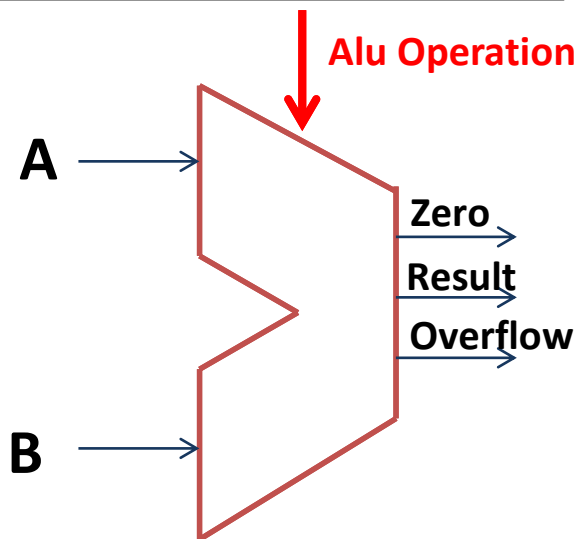 Alu Operation
A
Zero
Result
Overflow
B